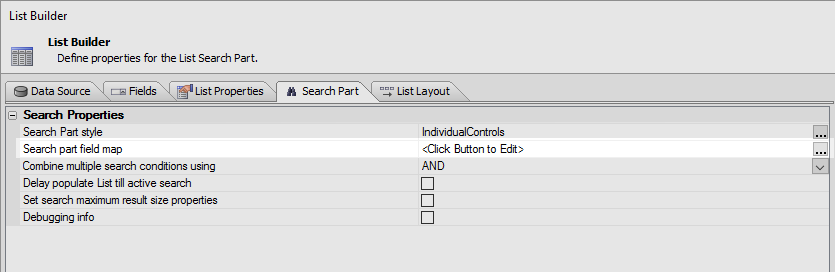 List Builder
List Builder
Define properties for the List Search Part.
Data Source Fields List Properties Search Part List Layout
Search Properties
Search Part style IndividualControls ...
Search part field map <Click Button to Edit> ...
Combine multiple search conditions using AND
Delay populate List till active search
Set search maximum result size properties
Debugging info